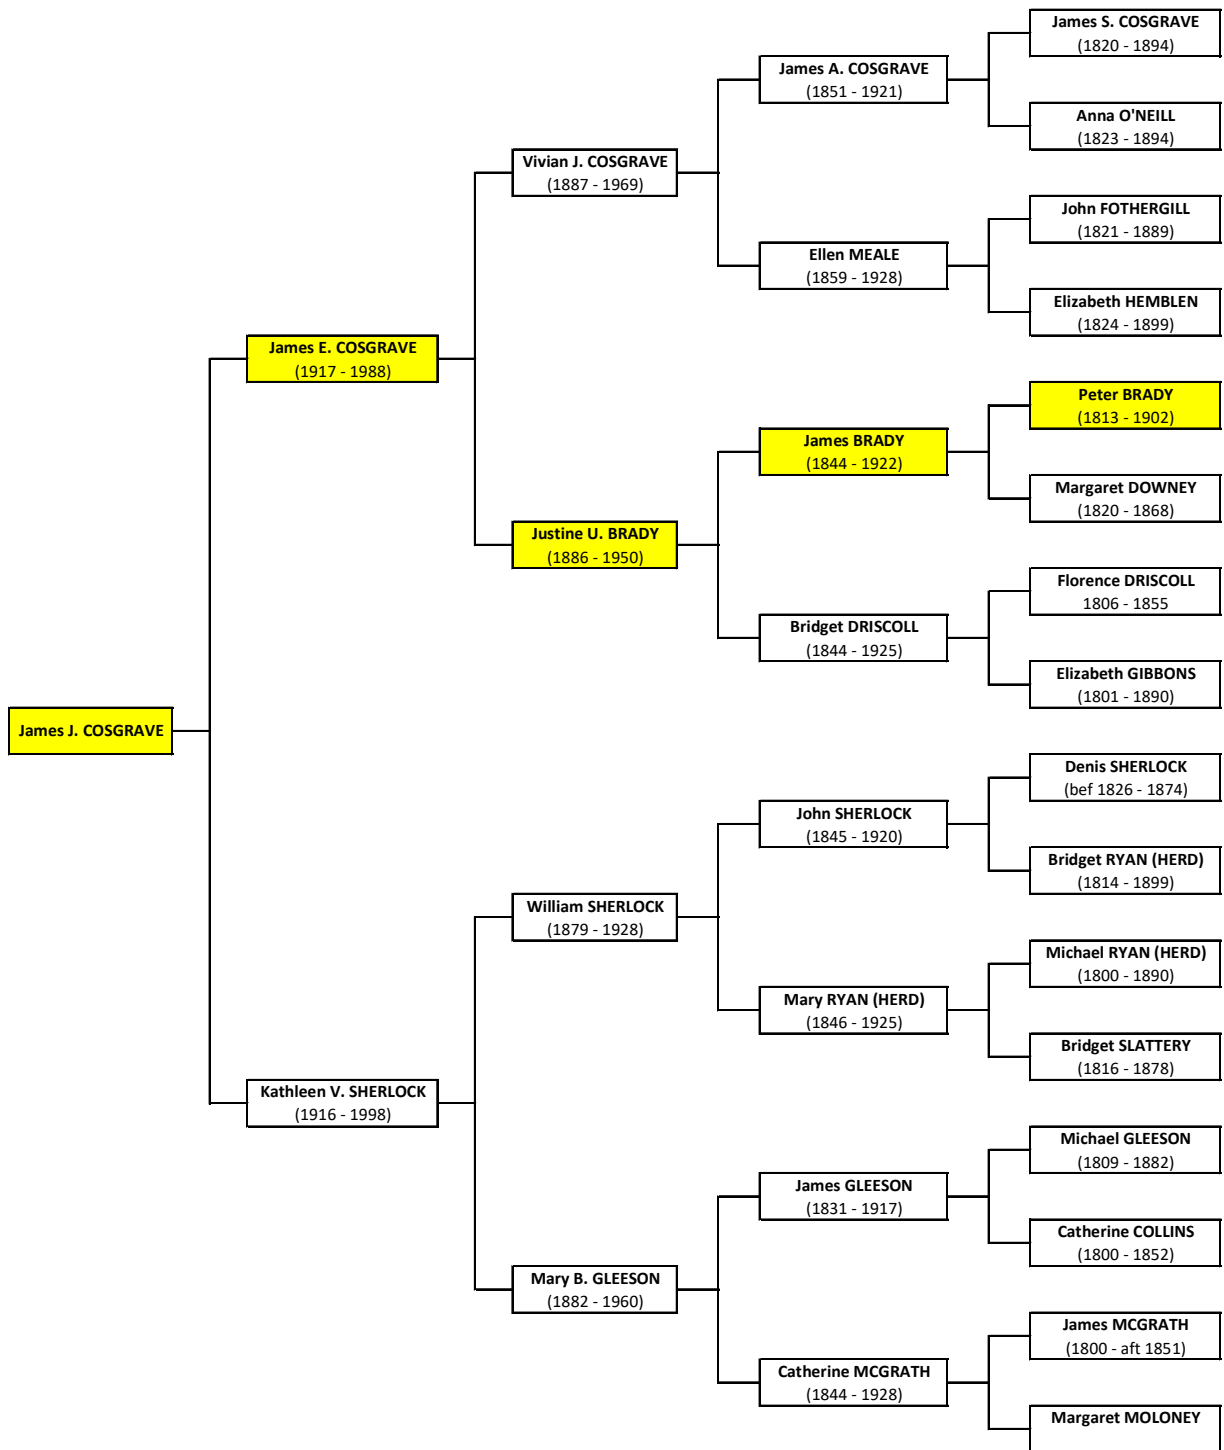 James S. COSGRAVE
(1820 - 1894)
James A. COSGRAVE
(1851 - 1921)
Anna O'NEILL
(1823 - 1894)
Vivian J. COSGRAVE
(1887 - 1969)
John FOTHERGILL
(1821 - 1889)
Ellen MEALE
(1859 - 1928)
Elizabeth HEMBLEN
(1824 - 1899)
James E. COSGRAVE
(1917 - 1988)
Peter BRADY
(1813 - 1902)
James BRADY
(1844 - 1922)
Margaret DOWNEY
(1820 - 1868)
Justine U. BRADY
(1886 - 1950)
Florence DRISCOLL
1806 - 1855
Bridget DRISCOLL
(1844 - 1925)
Elizabeth GIBBONS
(1801 - 1890)
James J. COSGRAVE
Denis SHERLOCK
(bef 1826 - 1874)
John SHERLOCK
(1845 - 1920)
Bridget RYAN (HERD)
(1814 - 1899)
William SHERLOCK
(1879 - 1928)
Michael RYAN (HERD)
(1800 - 1890)
Mary RYAN (HERD)
(1846 - 1925)
Bridget SLATTERY
(1816 - 1878)
Kathleen V. SHERLOCK
(1916 - 1998)
Michael GLEESON
(1809 - 1882)
James GLEESON
(1831 - 1917)
Catherine COLLINS
(1800 - 1852)
Mary B. GLEESON
(1882 - 1960)
James MCGRATH
(1800 - aft 1851)
Catherine MCGRATH
(1844 - 1928)
Margaret MOLONEY